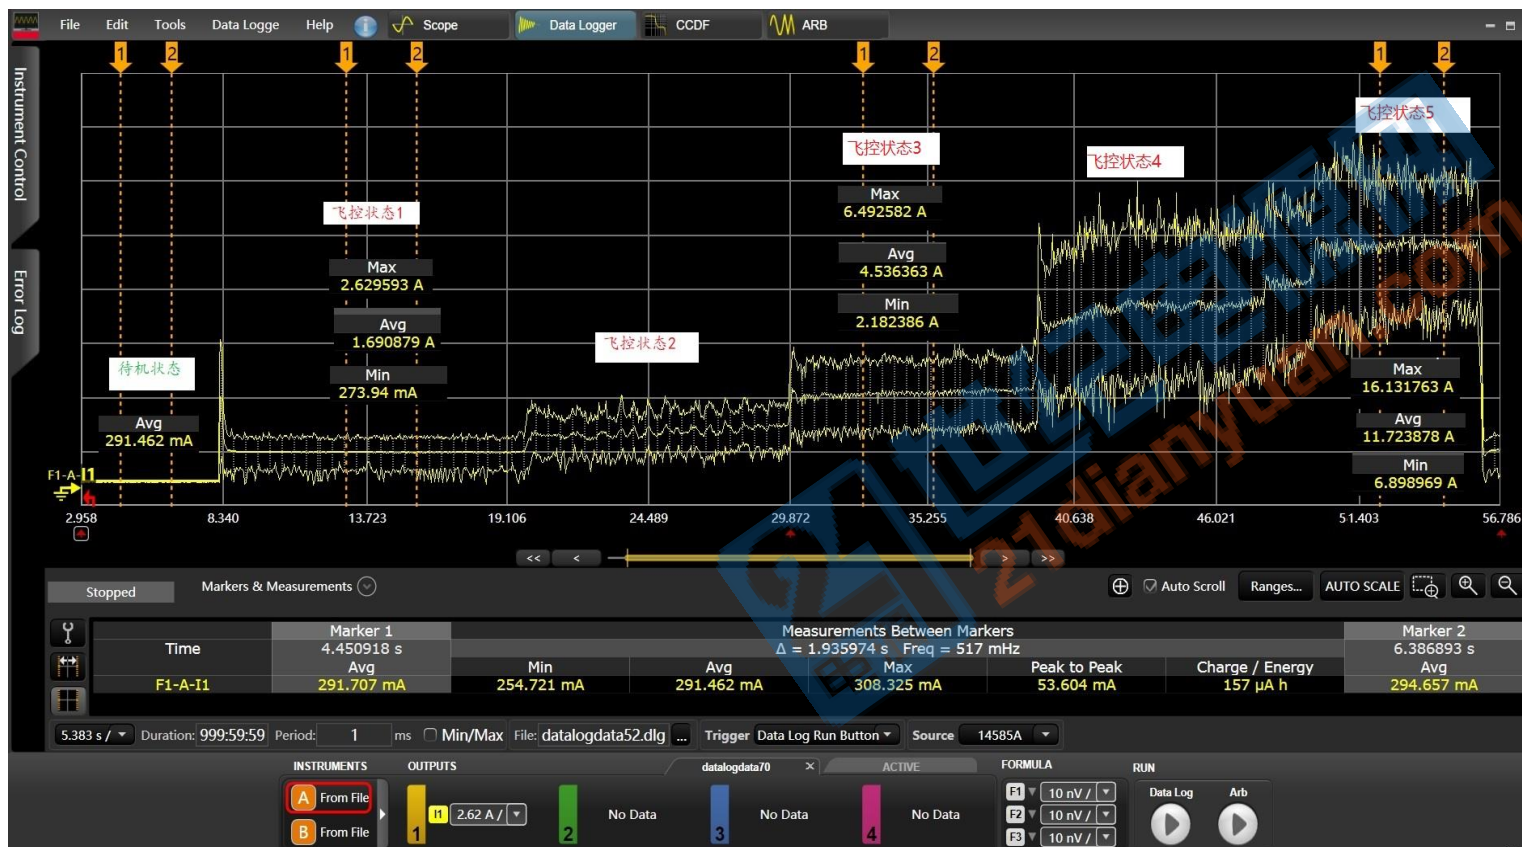 File Edit Tools Data Logge Help Scope Data Logger CCDF ARB
1 2 1 2 1 2 1 2
Instrument Control
Error Log
飞控状态5
飞控状态3
飞控状态4
Max
6.492582 A
飞控状态1
Avg
4.536363 A
Max
2.629593 A
Min
2.182386 A
Avg
1.690879 A
飞控状态2
待机状态
Min
273.94 mA
Max
16.131763 A
Avg
291.462 mA
Avg
11.723878 A
Min
6.898969 A
F1-A-I1
2.958 8.340 13.723 19.106 24.489 29.872 35.255 40.638 46.021 51.403 56.786
<< < > >>
Stopped Markers & Measurements Auto Scroll Ranges... AUTO SCALE
Marker 1 Measurements Between Markers Marker 2
Time 4.450918 s Δ = 1.935974 s Freq = 517 mHz 6.386893 s
Avg Min Avg Max Peak to Peak Charge / Energy Avg
F1-A-I1 291.707 mA 254.721 mA 291.462 mA 308.325 mA 53.604 mA 157 µA h 294.657 mA
5.383 s / Duration: 999:59:59 Period: 1 ms Min/Max File: datalogdata52.dlg ... Trigger Data Log Run Button Source 14585A
INSTRUMENTS OUTPUTS datalogdata70 X ACTIVE FORMULA RUN
A From File I1 2.62 A / No Data No Data No Data F1 10 nV / Data Log Arb
F2 10 nV /
B From File 1 2 3 4 F3 10 nV /
世纪电源网
21dianyuan.com